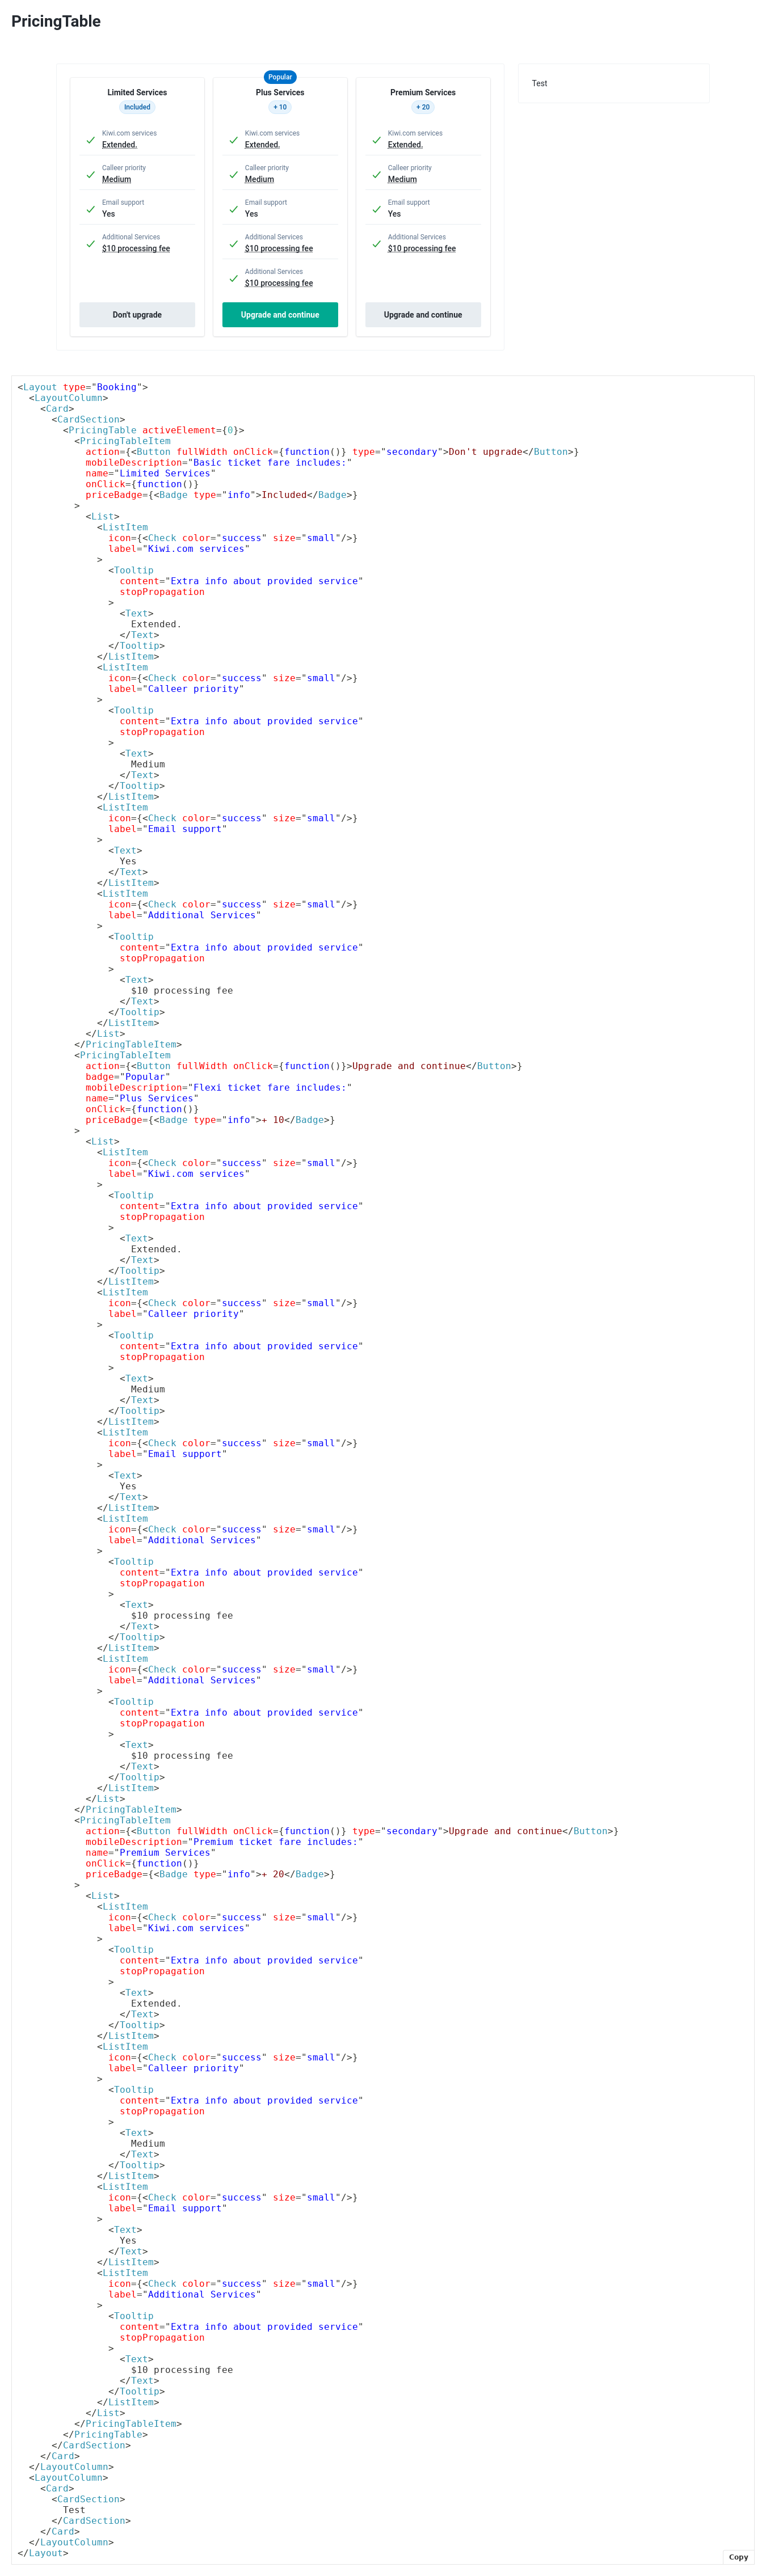 PricingTable
Popular
Limited Services
Included
Kiwi.com services
Extended.
Calleer priority
Medium
Email support
Yes
Additional Services
$10 processing fee
Don't upgrade
Plus Services
+ 10
Kiwi.com services
Extended.
Calleer priority
Medium
Email support
Yes
Additional Services
$10 processing fee
Additional Services
$10 processing fee
Upgrade and continue
Premium Services
+ 20
Kiwi.com services
Extended.
Calleer priority
Medium
Email support
Yes
Additional Services
$10 processing fee
Upgrade and continue
Test
<Layout type="Booking">
  <LayoutColumn>
    <Card>
      <CardSection>
        <PricingTable activeElement={0}>
          <PricingTableItem
            action={<Button fullWidth onClick={function()} type="secondary">Don't upgrade</Button>}
            mobileDescription="Basic ticket fare includes:"
            name="Limited Services"
            onClick={function()}
            priceBadge={<Badge type="info">Included</Badge>}
          >
            <List>
              <ListItem
                icon={<Check color="success" size="small"/>}
                label="Kiwi.com services"
              >
                <Tooltip
                  content="Extra info about provided service"
                  stopPropagation
                >
                  <Text>
                    Extended.
                  </Text>
                </Tooltip>
              </ListItem>
              <ListItem
                icon={<Check color="success" size="small"/>}
                label="Calleer priority"
              >
                <Tooltip
                  content="Extra info about provided service"
                  stopPropagation
                >
                  <Text>
                    Medium
                  </Text>
                </Tooltip>
              </ListItem>
              <ListItem
                icon={<Check color="success" size="small"/>}
                label="Email support"
              >
                <Text>
                  Yes
                </Text>
              </ListItem>
              <ListItem
                icon={<Check color="success" size="small"/>}
                label="Additional Services"
              >
                <Tooltip
                  content="Extra info about provided service"
                  stopPropagation
                >
                  <Text>
                    $10 processing fee
                  </Text>
                </Tooltip>
              </ListItem>
            </List>
          </PricingTableItem>
          <PricingTableItem
            action={<Button fullWidth onClick={function()}>Upgrade and continue</Button>}
            badge="Popular"
            mobileDescription="Flexi ticket fare includes:"
            name="Plus Services"
            onClick={function()}
            priceBadge={<Badge type="info">+ 10</Badge>}
          >
            <List>
              <ListItem
                icon={<Check color="success" size="small"/>}
                label="Kiwi.com services"
              >
                <Tooltip
                  content="Extra info about provided service"
                  stopPropagation
                >
                  <Text>
                    Extended.
                  </Text>
                </Tooltip>
              </ListItem>
              <ListItem
                icon={<Check color="success" size="small"/>}
                label="Calleer priority"
              >
                <Tooltip
                  content="Extra info about provided service"
                  stopPropagation
                >
                  <Text>
                    Medium
                  </Text>
                </Tooltip>
              </ListItem>
              <ListItem
                icon={<Check color="success" size="small"/>}
                label="Email support"
              >
                <Text>
                  Yes
                </Text>
              </ListItem>
              <ListItem
                icon={<Check color="success" size="small"/>}
                label="Additional Services"
              >
                <Tooltip
                  content="Extra info about provided service"
                  stopPropagation
                >
                  <Text>
                    $10 processing fee
                  </Text>
                </Tooltip>
              </ListItem>
              <ListItem
                icon={<Check color="success" size="small"/>}
                label="Additional Services"
              >
                <Tooltip
                  content="Extra info about provided service"
                  stopPropagation
                >
                  <Text>
                    $10 processing fee
                  </Text>
                </Tooltip>
              </ListItem>
            </List>
          </PricingTableItem>
          <PricingTableItem
            action={<Button fullWidth onClick={function()} type="secondary">Upgrade and continue</Button>}
            mobileDescription="Premium ticket fare includes:"
            name="Premium Services"
            onClick={function()}
            priceBadge={<Badge type="info">+ 20</Badge>}
          >
            <List>
              <ListItem
                icon={<Check color="success" size="small"/>}
                label="Kiwi.com services"
              >
                <Tooltip
                  content="Extra info about provided service"
                  stopPropagation
                >
                  <Text>
                    Extended.
                  </Text>
                </Tooltip>
              </ListItem>
              <ListItem
                icon={<Check color="success" size="small"/>}
                label="Calleer priority"
              >
                <Tooltip
                  content="Extra info about provided service"
                  stopPropagation
                >
                  <Text>
                    Medium
                  </Text>
                </Tooltip>
              </ListItem>
              <ListItem
                icon={<Check color="success" size="small"/>}
                label="Email support"
              >
                <Text>
                  Yes
                </Text>
              </ListItem>
              <ListItem
                icon={<Check color="success" size="small"/>}
                label="Additional Services"
              >
                <Tooltip
                  content="Extra info about provided service"
                  stopPropagation
                >
                  <Text>
                    $10 processing fee
                  </Text>
                </Tooltip>
              </ListItem>
            </List>
          </PricingTableItem>
        </PricingTable>
      </CardSection>
    </Card>
  </LayoutColumn>
  <LayoutColumn>
    <Card>
      <CardSection>
        Test
      </CardSection>
    </Card>
  </LayoutColumn>
</Layout>
Copy